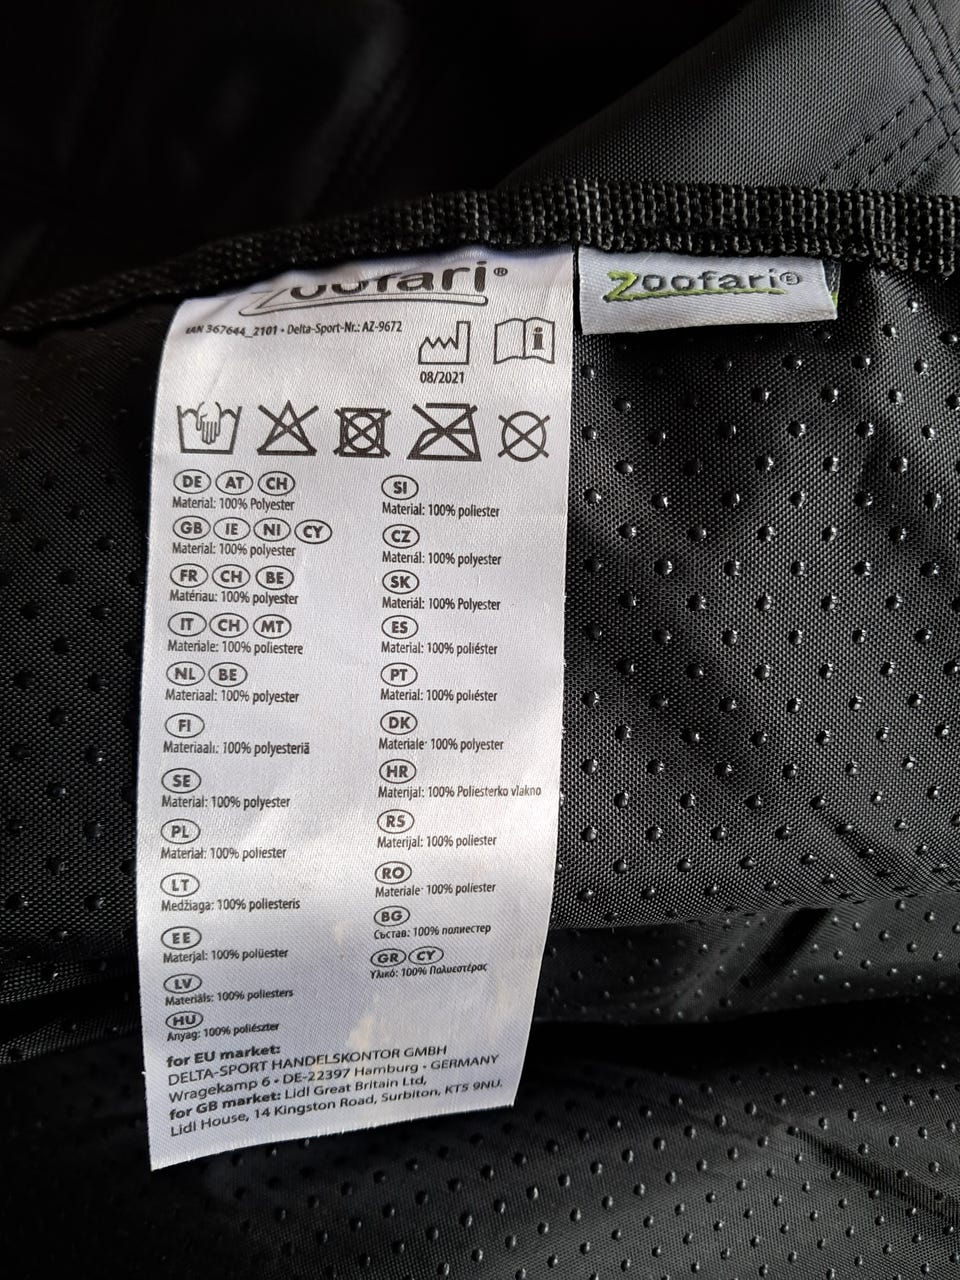 Zoofari®
Zoofari®
IAN 367644_2101 • Delta-Sport-Nr.: AZ-9672
08/2021
DE AT CH
Material: 100% Polyester
GB IE NI CY
Material: 100% polyester
FR CH BE
Matériau: 100% polyester
IT CH MT
Materiale: 100% poliestere
NL BE
Materiaal: 100% polyester
FI
Materiaali: 100% polyesteriä
SE
Material: 100% polyester
PL
Materiał: 100% poliester
LT
Medžiaga: 100% poliesteris
EE
Materjal: 100% polüester
LV
Materiāls: 100% poliesters
HU
Anyag: 100% poliészter
SI
Material: 100% poliester
CZ
Materiál: 100% polyester
SK
Materiál: 100% Polyester
ES
Material: 100% poliéster
PT
Material: 100% poliéster
DK
Materiale: 100% polyester
HR
Materijal: 100% Poliestersko vlakno
RS
Materijal: 100% poliester
RO
Materiale: 100% poliester
BG
Състав: 100% полиестер
GR CY
Υλικό: 100% Πολυεστέρας
for EU market:
DELTA-SPORT HANDELSKONTOR GMBH
Wragekamp 6 • DE-22397 Hamburg • GERMANY
for GB market: Lidl Great Britain Ltd,
Lidl House, 14 Kingston Road, Surbiton, KT5 9NU.